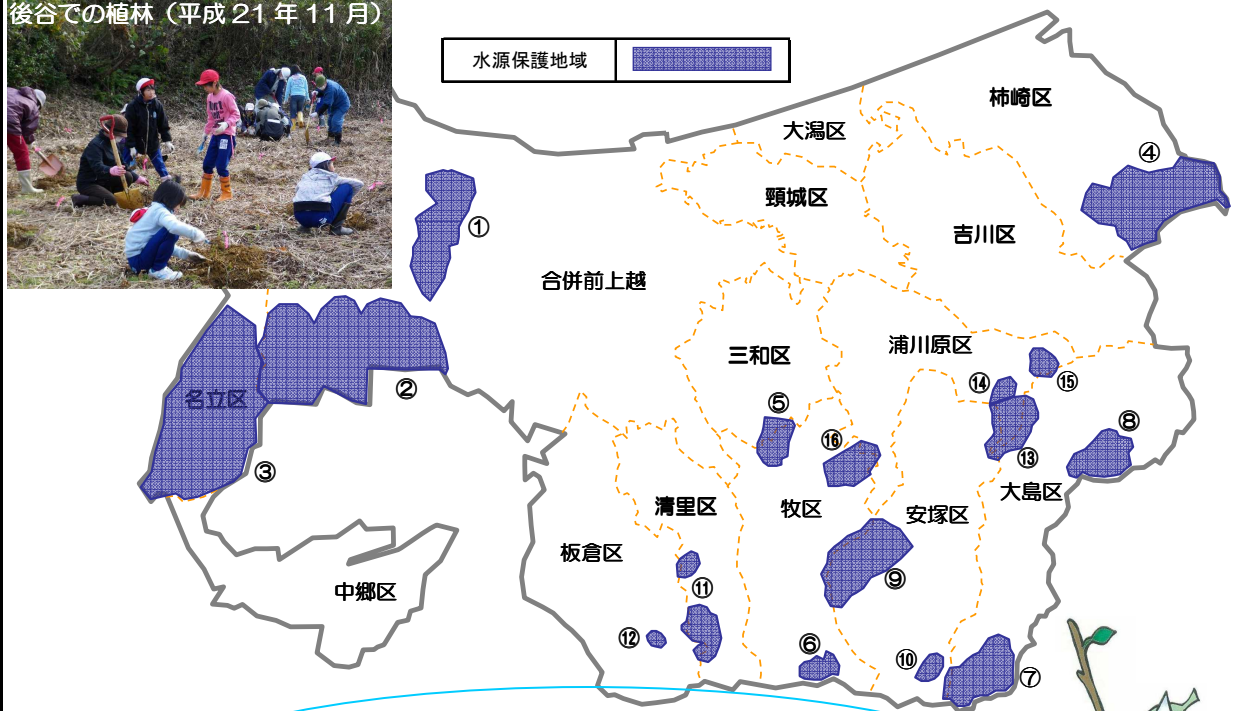 後谷での植林（平成21年11月）
水源保護地域
柿崎区
大潟区
④
頸城区
①
吉川区
合併前上越
浦川原区
三和区
⑭
⑮
②
名立区
⑤
⑧
⑯
⑬
③
大島区
清里区
牧区
安塚区
板倉区
⑨
中郷区
⑪
⑫
⑥
⑩
⑦